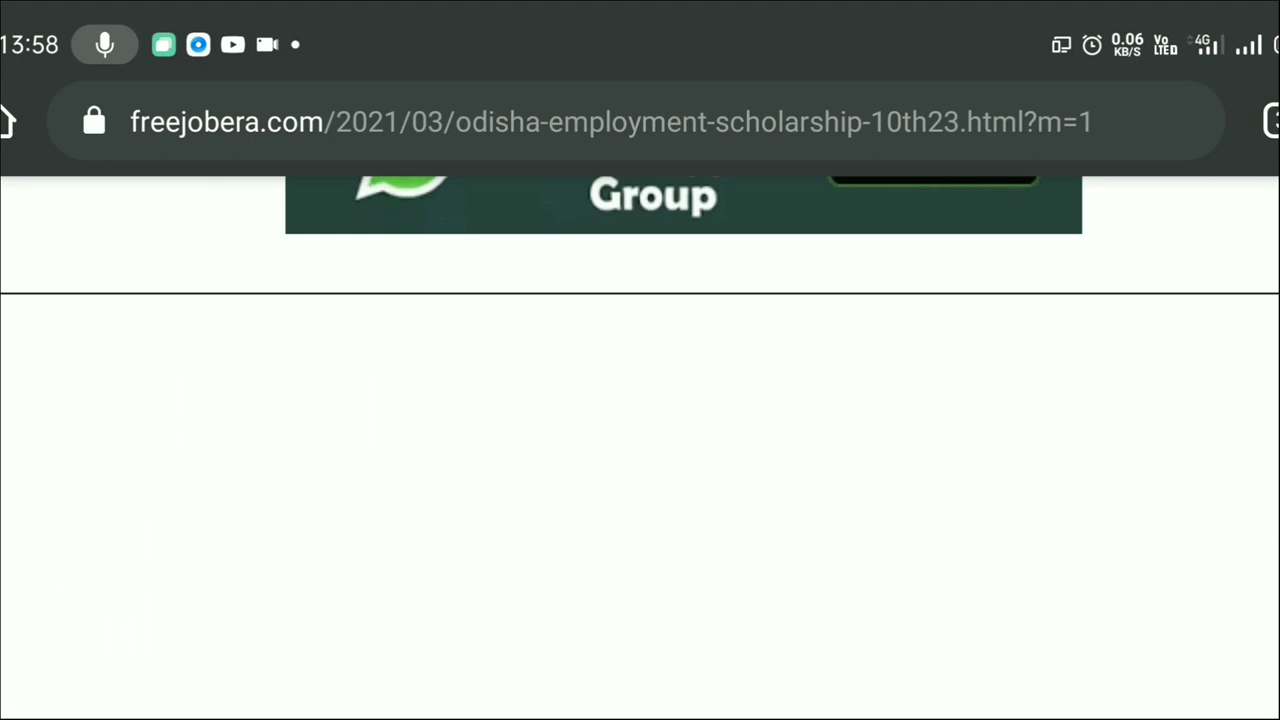 13:58
0.06
KB/S
Vo
LTED
4G
freejobera.com/2021/03/odisha-employment-scholarship-10th23.html?m=1
Group